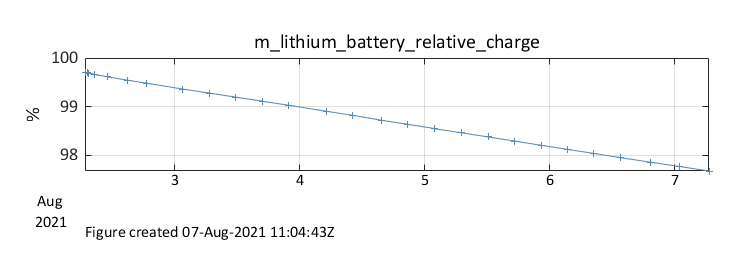 m_lithium_battery_relative_charge
100
99
98
%
3 4 5 6 7
Aug
2021
Figure created 07-Aug-2021 11:04:43Z